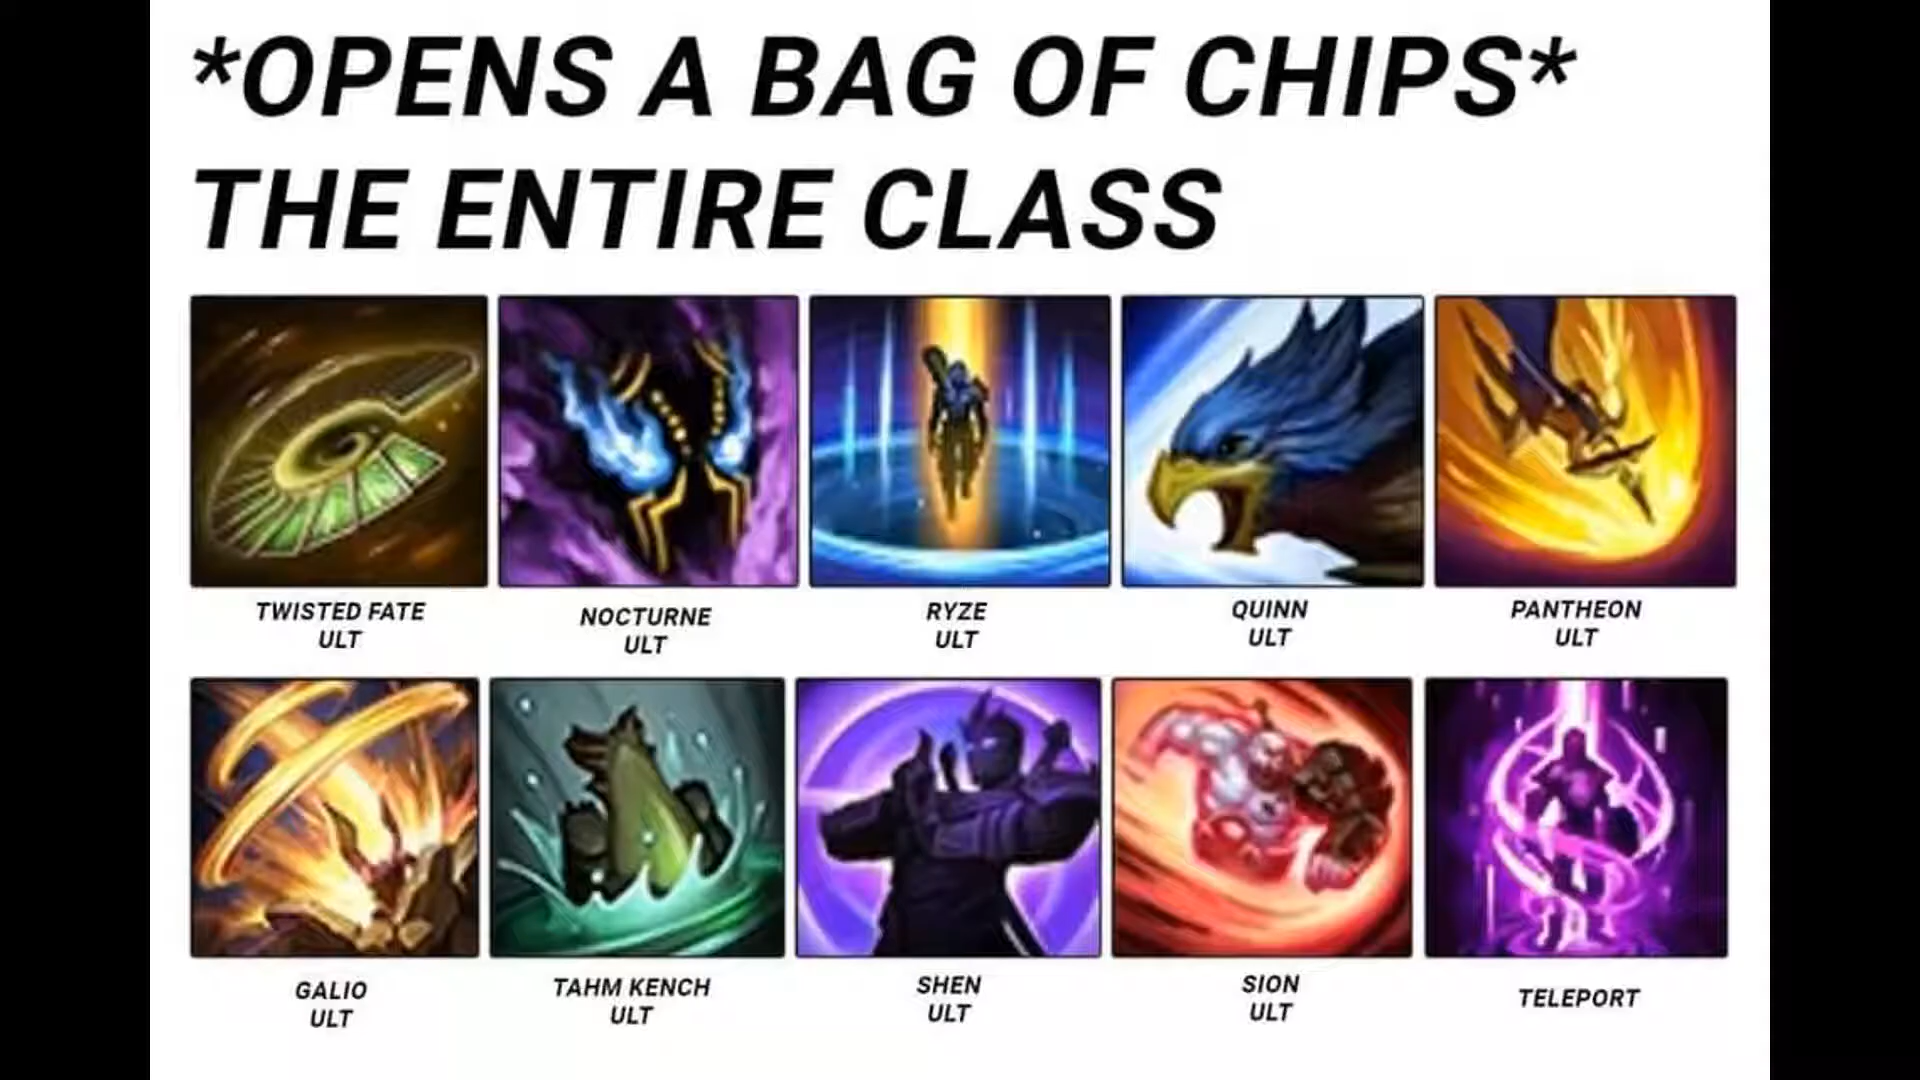 *OPENS A BAG OF CHIPS*
THE ENTIRE CLASS
TWISTED FATE
ULT
NOCTURNE
ULT
RYZE
ULT
QUINN
ULT
PANTHEON
ULT
GALIO
ULT
TAHM KENCH
ULT
SHEN
ULT
SION
ULT
TELEPORT